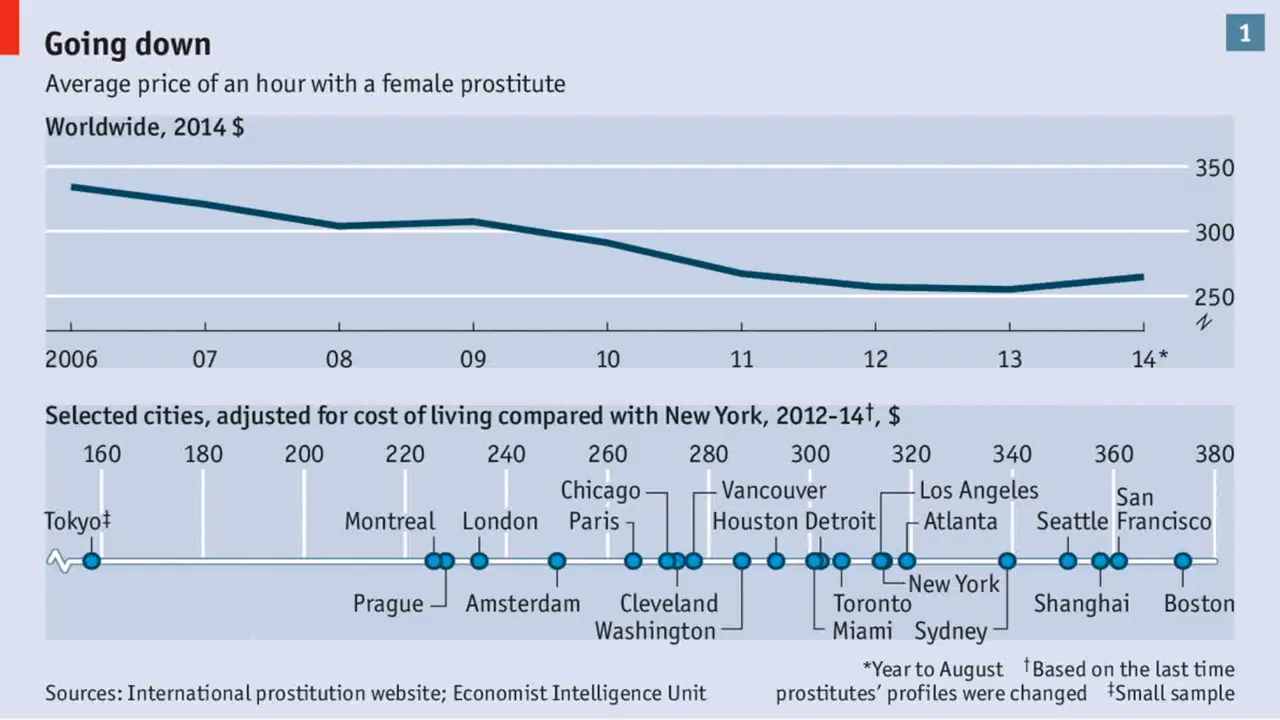 1
Going down
Average price of an hour with a female prostitute
Worldwide, 2014 $
350
300
250
2006 07 08 09 10 11 12 13 14*
Selected cities, adjusted for cost of living compared with New York, 2012-14†, $
160 180 200 220 240 260 280 300 320 340 360 380
Chicago Vancouver Los Angeles San
Tokyo‡ Montreal London Paris Houston Detroit Atlanta Seattle Francisco
New York
Prague Amsterdam Cleveland Toronto Shanghai Boston
Washington Miami Sydney
*Year to August †Based on the last time
Sources: International prostitution website; Economist Intelligence Unit prostitutes’ profiles were changed ‡Small sample